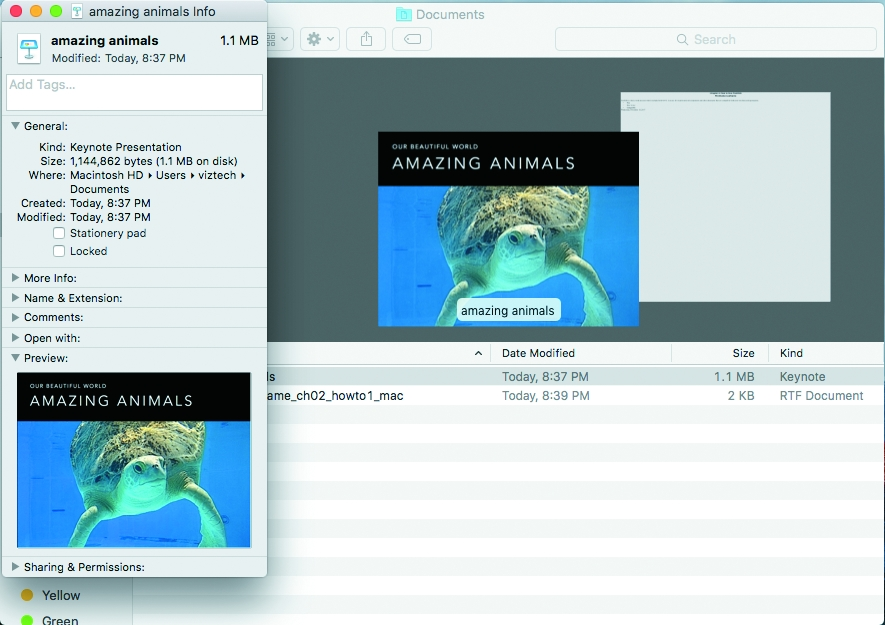 amazing animals Info
amazing animals 1.1 MB
Modified: Today, 8:37 PM
Add Tags...
General:
Kind: Keynote Presentation
Size: 1,144,862 bytes (1.1 MB on disk)
Where: Macintosh HD ▸ Users ▸ viztech ▸
Documents
Created: Today, 8:37 PM
Modified: Today, 8:37 PM
Stationery pad
Locked
More Info:
Name & Extension:
Comments:
Open with:
Preview:
OUR BEAUTIFUL WORLD
AMAZING ANIMALS
Sharing & Permissions:
Yellow
Green
Documents
Search
OUR BEAUTIFUL WORLD
AMAZING ANIMALS
amazing animals
Date Modified Size Kind
ls Today, 8:37 PM 1.1 MB Keynote
ame_ch02_howto1_mac Today, 8:39 PM 2 KB RTF Document